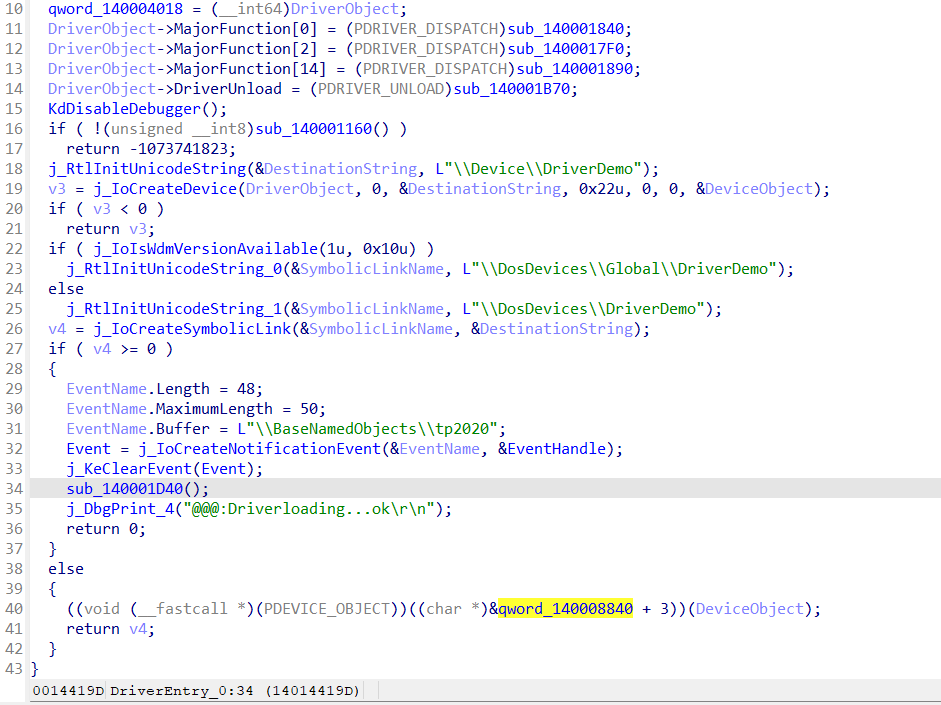 10 qword_140004018 = (__int64)DriverObject;
11 DriverObject->MajorFunction[0] = (PDRIVER_DISPATCH)sub_140001840;
12 DriverObject->MajorFunction[2] = (PDRIVER_DISPATCH)sub_1400017F0;
13 DriverObject->MajorFunction[14] = (PDRIVER_DISPATCH)sub_140001890;
14 DriverObject->DriverUnload = (PDRIVER_UNLOAD)sub_140001B70;
15 KdDisableDebugger();
16 if ( !(unsigned __int8)sub_140001160() )
17 return -1073741823;
18 j_RtlInitUnicodeString(&DestinationString, L"\\Device\\DriverDemo");
19 v3 = j_IoCreateDevice(DriverObject, 0, &DestinationString, 0x22u, 0, 0, &DeviceObject);
20 if ( v3 < 0 )
21 return v3;
22 if ( j_IoIsWdmVersionAvailable(1u, 0x10u) )
23 j_RtlInitUnicodeString_0(&SymbolicLinkName, L"\\DosDevices\\Global\\DriverDemo");
24 else
25 j_RtlInitUnicodeString_1(&SymbolicLinkName, L"\\DosDevices\\DriverDemo");
26 v4 = j_IoCreateSymbolicLink(&SymbolicLinkName, &DestinationString);
27 if ( v4 >= 0 )
28 {
29 EventName.Length = 48;
30 EventName.MaximumLength = 50;
31 EventName.Buffer = L"\\BaseNamedObjects\\tp2020";
32 Event = j_IoCreateNotificationEvent(&EventName, &EventHandle);
33 j_KeClearEvent(Event);
34 sub_140001D40();
35 j_DbgPrint_4("@@@:Driverloading...ok\r\n");
36 return 0;
37 }
38 else
39 {
40 ((void (__fastcall *)(PDEVICE_OBJECT))((char *)&qword_140008840 + 3))(DeviceObject);
41 return v4;
42 }
43 }
0014419D DriverEntry_0:34 (14014419D)